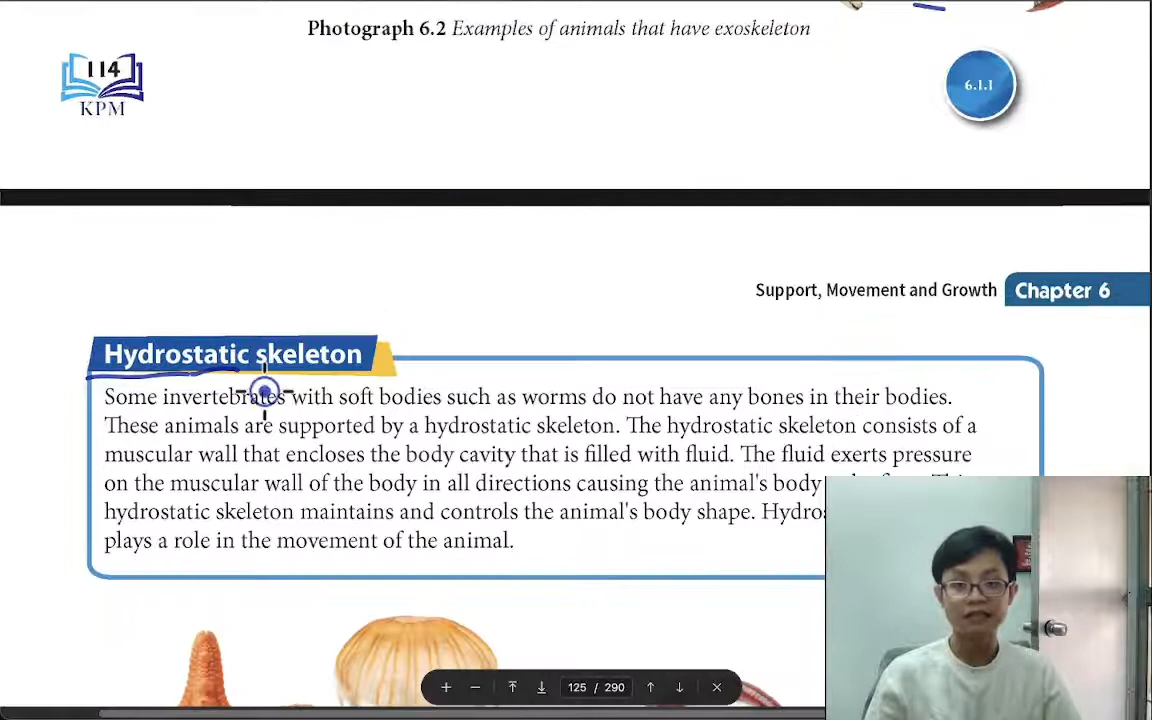 Photograph 6.2 Examples of animals that have exoskeleton
114
KPM
6.1.1
Support, Movement and Growth Chapter 6
Hydrostatic skeleton
Some invertebrates with soft bodies such as worms do not have any bones in their bodies.
These animals are supported by a hydrostatic skeleton. The hydrostatic skeleton consists of a
muscular wall that encloses the body cavity that is filled with fluid. The fluid exerts pressure
on the muscular wall of the body in all directions causing the animal's body
hydrostatic skeleton maintains and controls the animal's body shape.
plays a role in the movement of the animal.
125 / 290